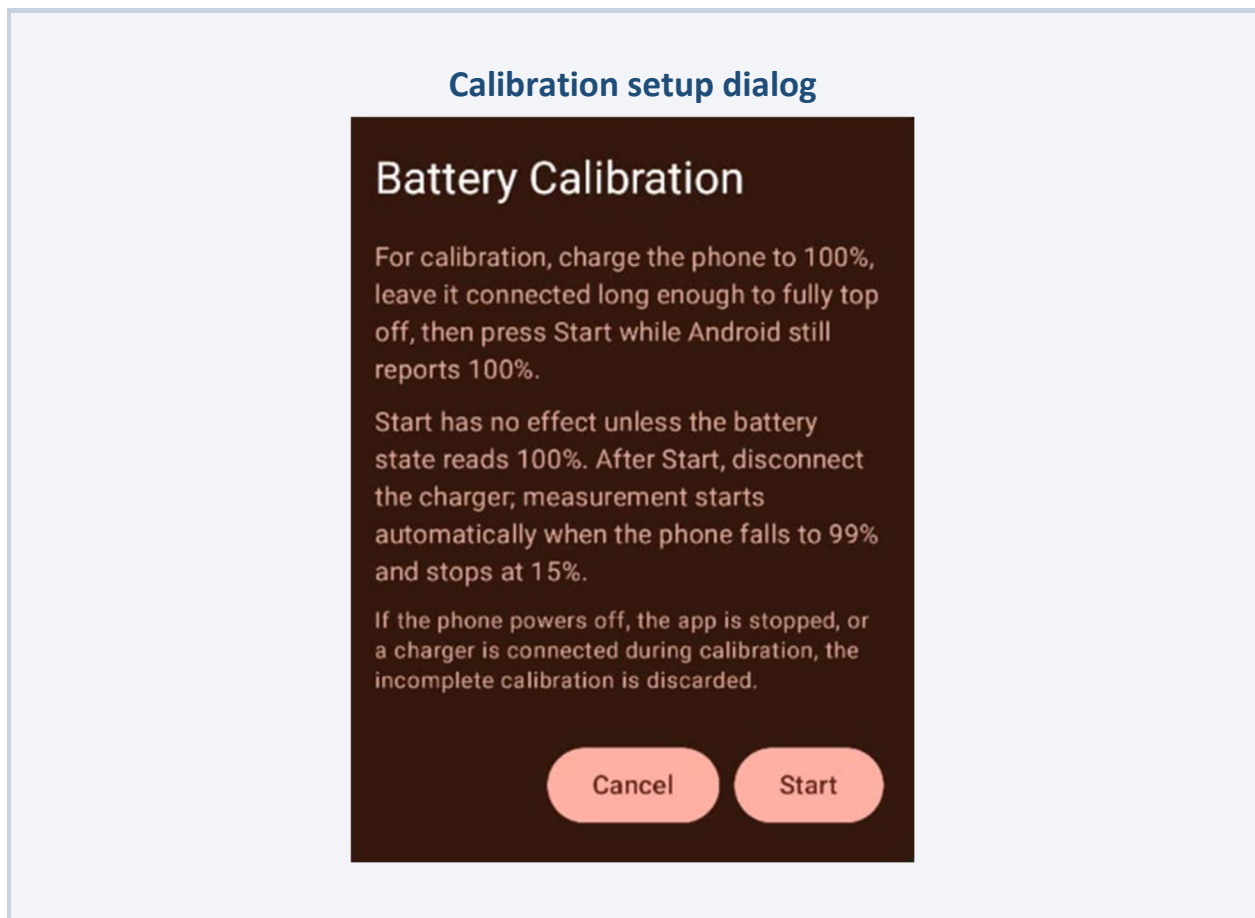 Calibration setup dialog
Battery Calibration
For calibration, charge the phone to 100%,
leave it connected long enough to fully top
off, then press Start while Android still
reports 100%.
Start has no effect unless the battery
state reads 100%. After Start, disconnect
the charger; measurement starts
automatically when the phone falls to 99%
and stops at 15%.
If the phone powers off, the app is stopped, or
a charger is connected during calibration, the
incomplete calibration is discarded.
Cancel Start